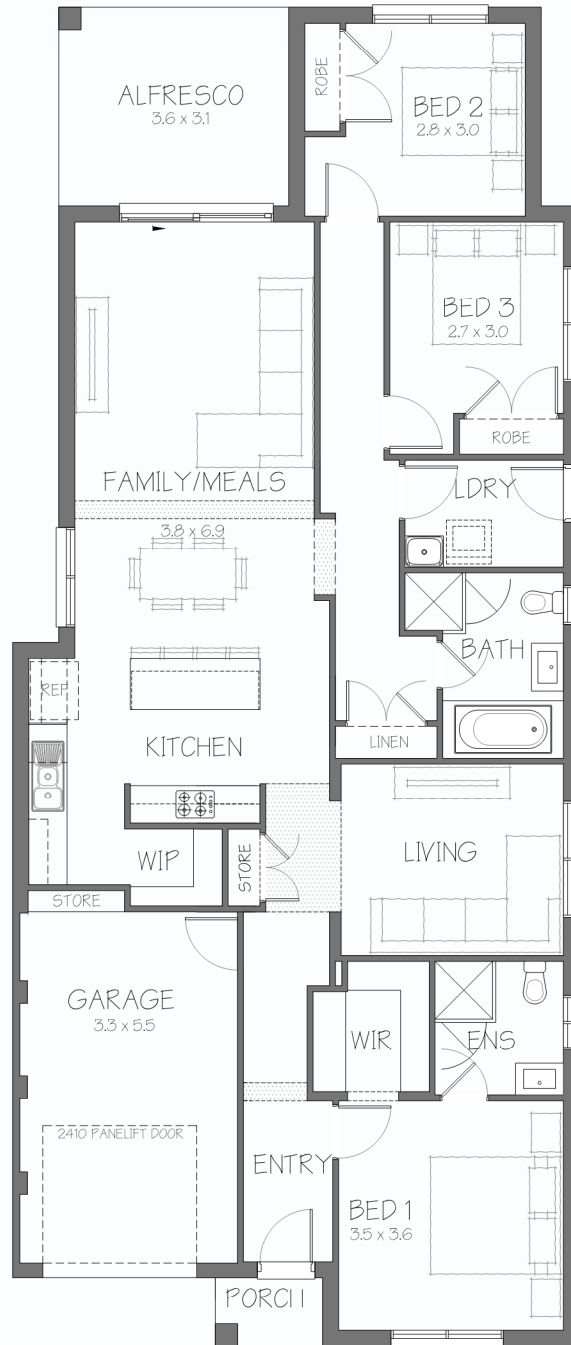 ALFRESCO
3.6 x 3.1
ROBE
BED 2
2.8 x 3.0
BED 3
2.7 x 3.0
ROBE
FAMILY/MEALS
3.8 x 6.9
LDRY
BATH
REF
KITCHEN
LINEN
WIP
STORE
LIVING
STORE
GARAGE
3.3 x 5.5
WIR
ENS
2410 PANELIFT DOOR
ENTRY
BED 1
3.5 x 3.6
PORCH